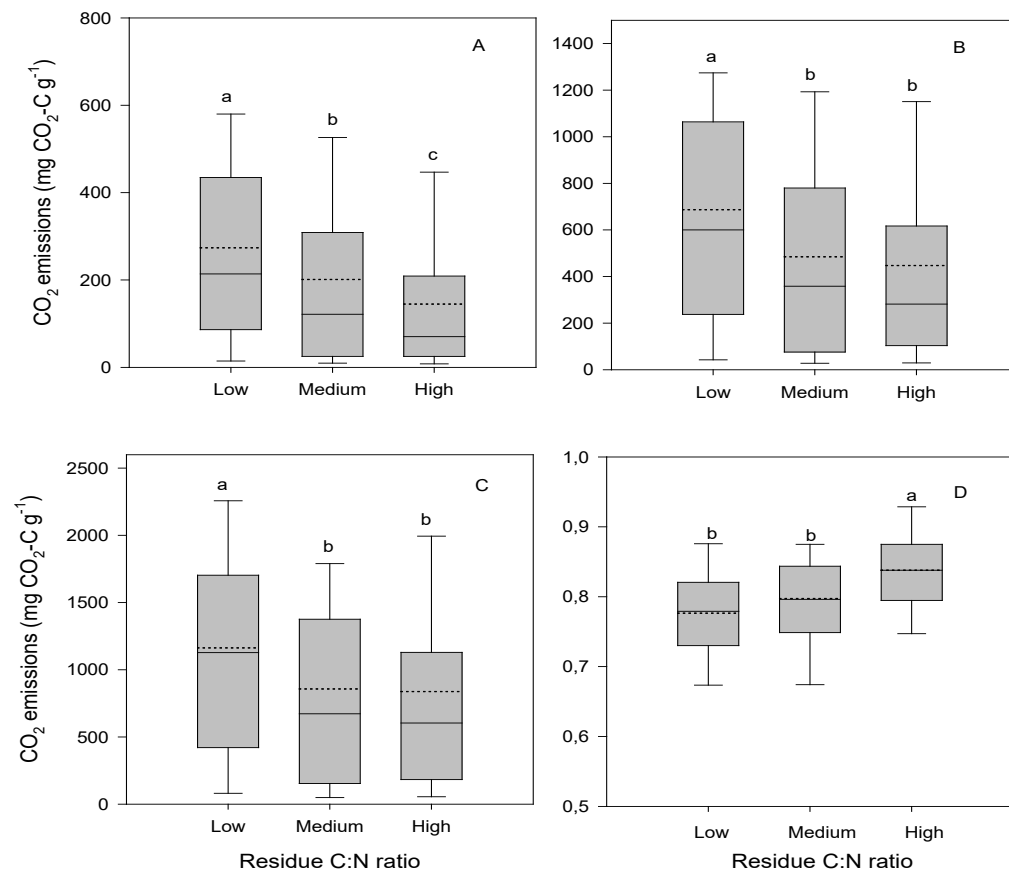 CO₂ emissions (mg CO₂-C g⁻¹)
800
600
400
200
0
A
a
b
c
Low
Medium
High
1400
1200
1000
800
600
400
200
0
B
a
b
b
Low
Medium
High
CO₂ emissions (mg CO₂-C g⁻¹)
2500
2000
1500
1000
500
0
C
a
b
b
Low
Medium
High
Residue C:N ratio
1,0
0,9
0,8
0,7
0,6
0,5
D
b
b
a
Low
Medium
High
Residue C:N ratio